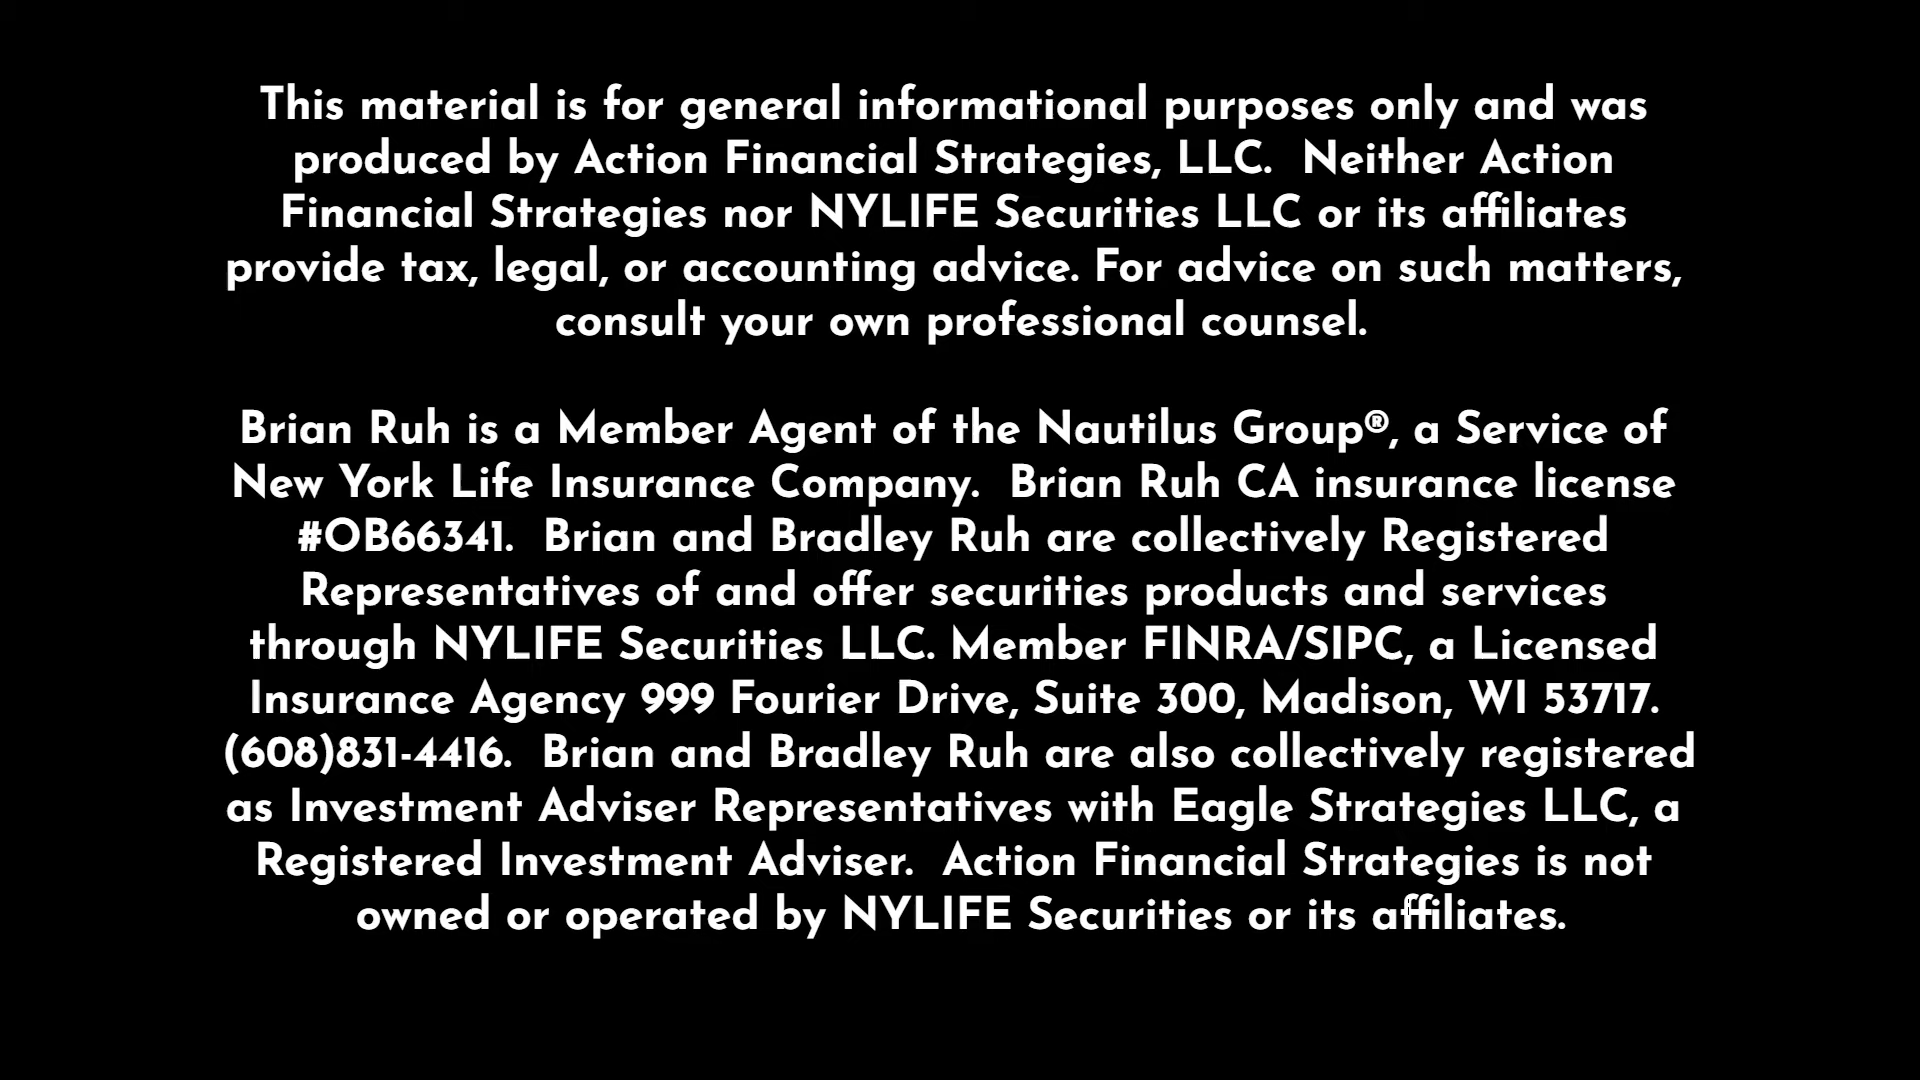 This material is for general informational purposes only and was
produced by Action Financial Strategies, LLC.  Neither Action
Financial Strategies nor NYLIFE Securities LLC or its affiliates
provide tax, legal, or accounting advice. For advice on such matters,
consult your own professional counsel.
Brian Ruh is a Member Agent of the Nautilus Group®, a Service of
New York Life Insurance Company.  Brian Ruh CA insurance license
#OB66341.  Brian and Bradley Ruh are collectively Registered
Representatives of and offer securities products and services
through NYLIFE Securities LLC. Member FINRA/SIPC, a Licensed
Insurance Agency 999 Fourier Drive, Suite 300, Madison, WI 53717.
(608)831-4416.  Brian and Bradley Ruh are also collectively registered
as Investment Adviser Representatives with Eagle Strategies LLC, a
Registered Investment Adviser.  Action Financial Strategies is not
owned or operated by NYLIFE Securities or its affiliates.